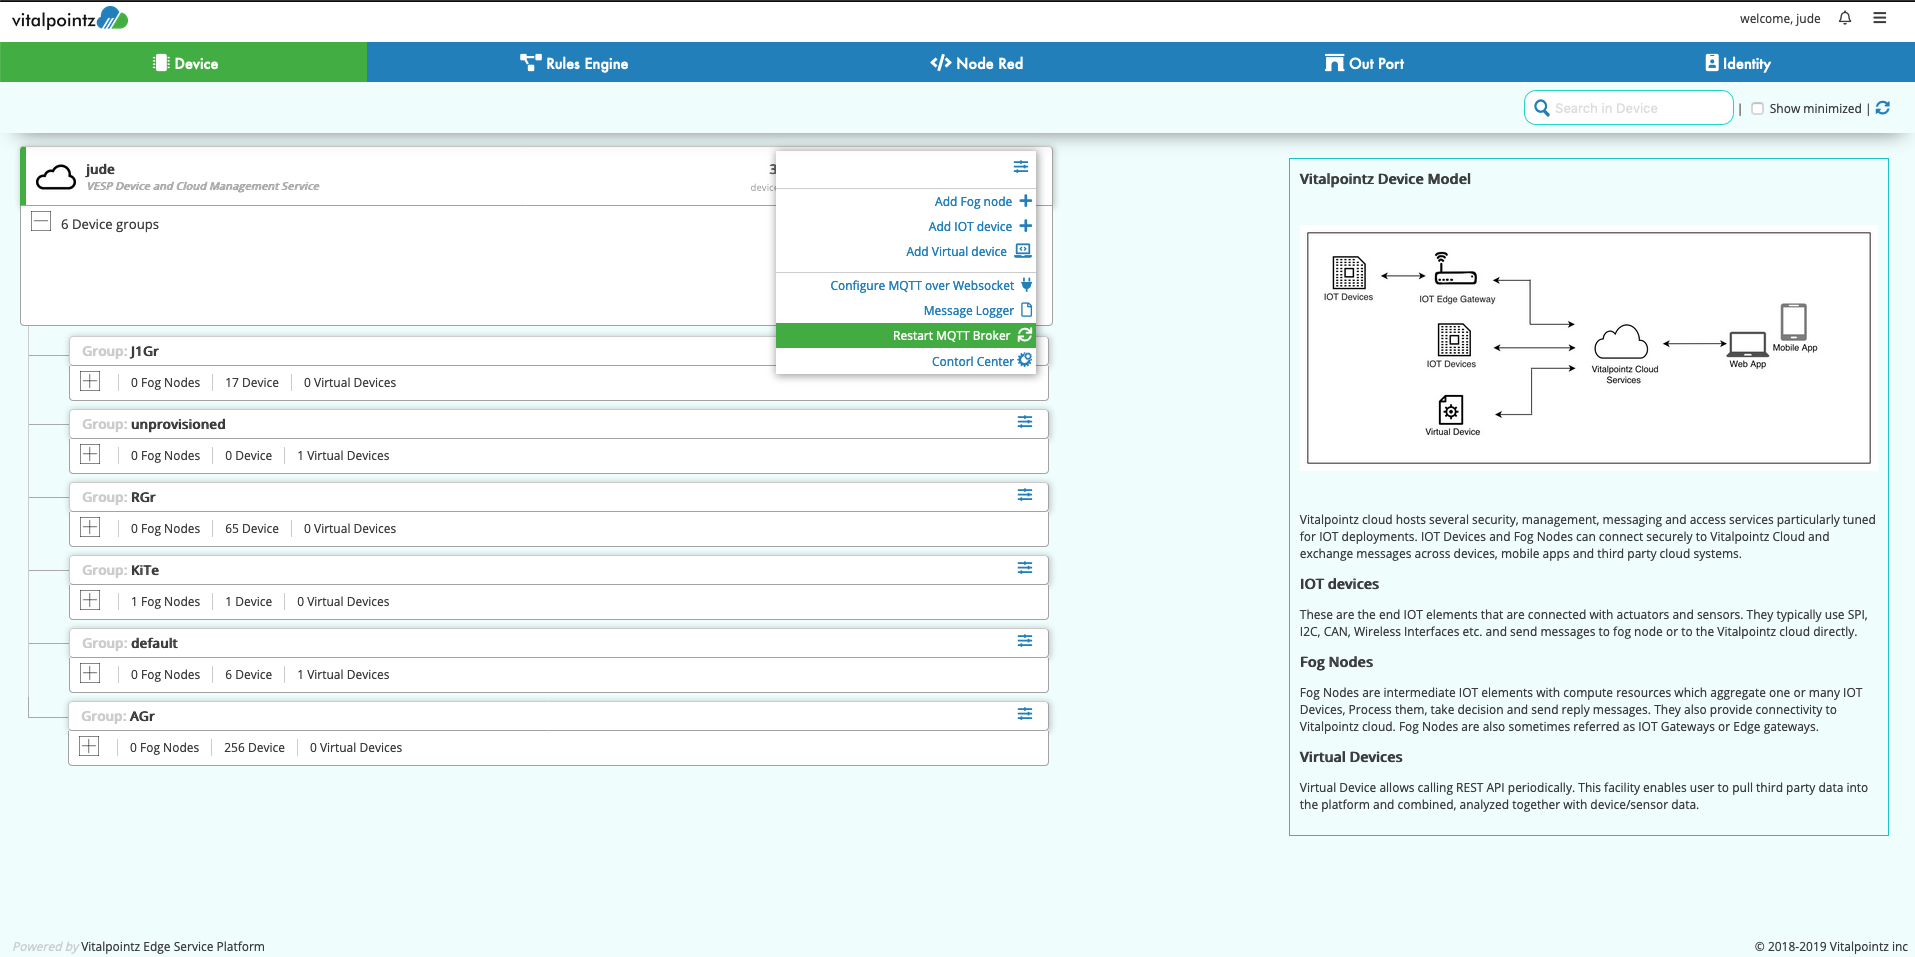 vitalpointz
welcome, jude
Device
Rules Engine
Node Red
Out Port
Identity
Search in Device
| Show minimized |
jude
VESP Device and Cloud Management Service
3
device
6 Device groups
Add Fog node
Add IOT device
Add Virtual device
Configure MQTT over Websocket
Message Logger
Restart MQTT Broker
Contorl Center
Group: J1Gr
0 Fog Nodes | 17 Device | 0 Virtual Devices
Group: unprovisioned
0 Fog Nodes | 0 Device | 1 Virtual Devices
Group: RGr
0 Fog Nodes | 65 Device | 0 Virtual Devices
Group: KiTe
1 Fog Nodes | 1 Device | 0 Virtual Devices
Group: default
0 Fog Nodes | 6 Device | 1 Virtual Devices
Group: AGr
0 Fog Nodes | 256 Device | 0 Virtual Devices
Vitalpointz Device Model
IOT Devices
IOT Edge Gateway
IOT Devices
Virtual Device
Vitalpointz Cloud
Services
Web App
Mobile App
Vitalpointz cloud hosts several security, management, messaging and access services particularly tuned
for IOT deployments. IOT Devices and Fog Nodes can connect securely to Vitalpointz Cloud and
exchange messages across devices, mobile apps and third party cloud systems.
IOT devices
These are the end IOT elements that are connected with actuators and sensors. They typically use SPI,
I2C, CAN, Wireless Interfaces etc. and send messages to fog node or to the Vitalpointz cloud directly.
Fog Nodes
Fog Nodes are intermediate IOT elements with compute resources which aggregate one or many IOT
Devices, Process them, take decision and send reply messages. They also provide connectivity to
Vitalpointz cloud. Fog Nodes are also sometimes referred as IOT Gateways or Edge gateways.
Virtual Devices
Virtual Device allows calling REST API periodically. This facility enables user to pull third party data into
the platform and combined, analyzed together with device/sensor data.
Powered by Vitalpointz Edge Service Platform
© 2018-2019 Vitalpointz inc